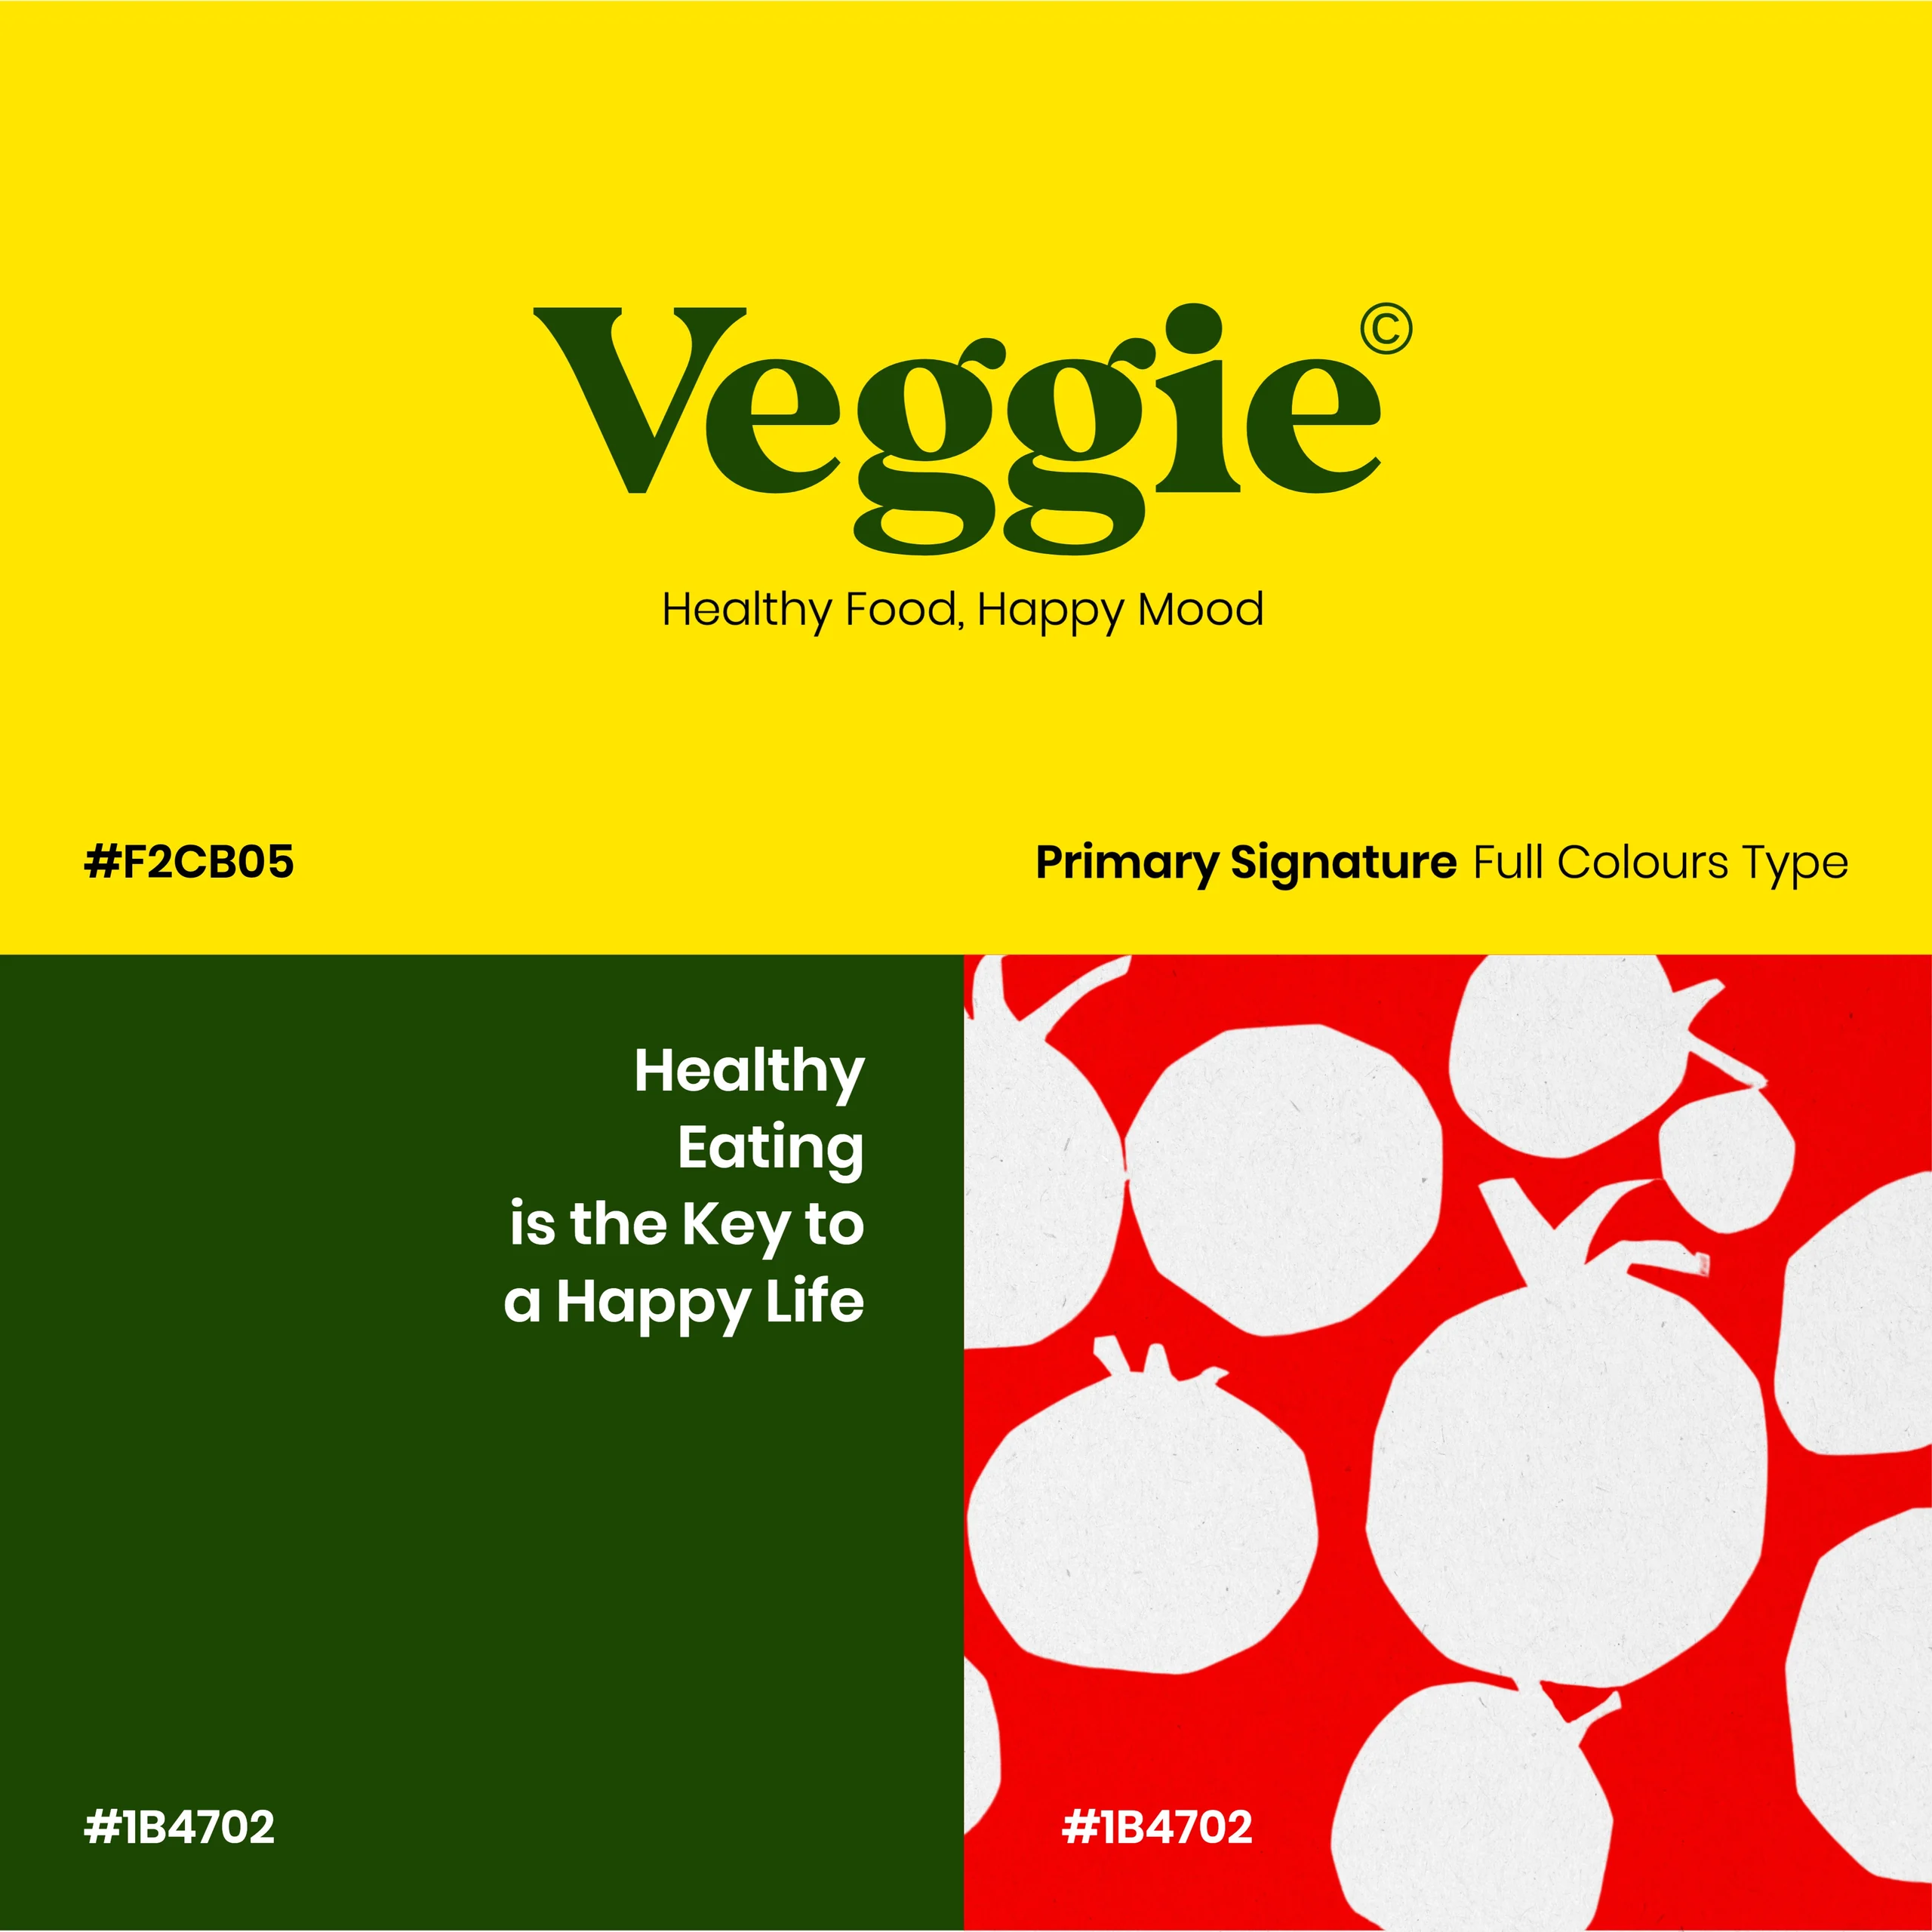 Veggie©
Healthy Food, Happy Mood
#F2CB05
Primary Signature Full Colours Type
Healthy
Eating
is the Key to
a Happy Life
#1B4702
#1B4702